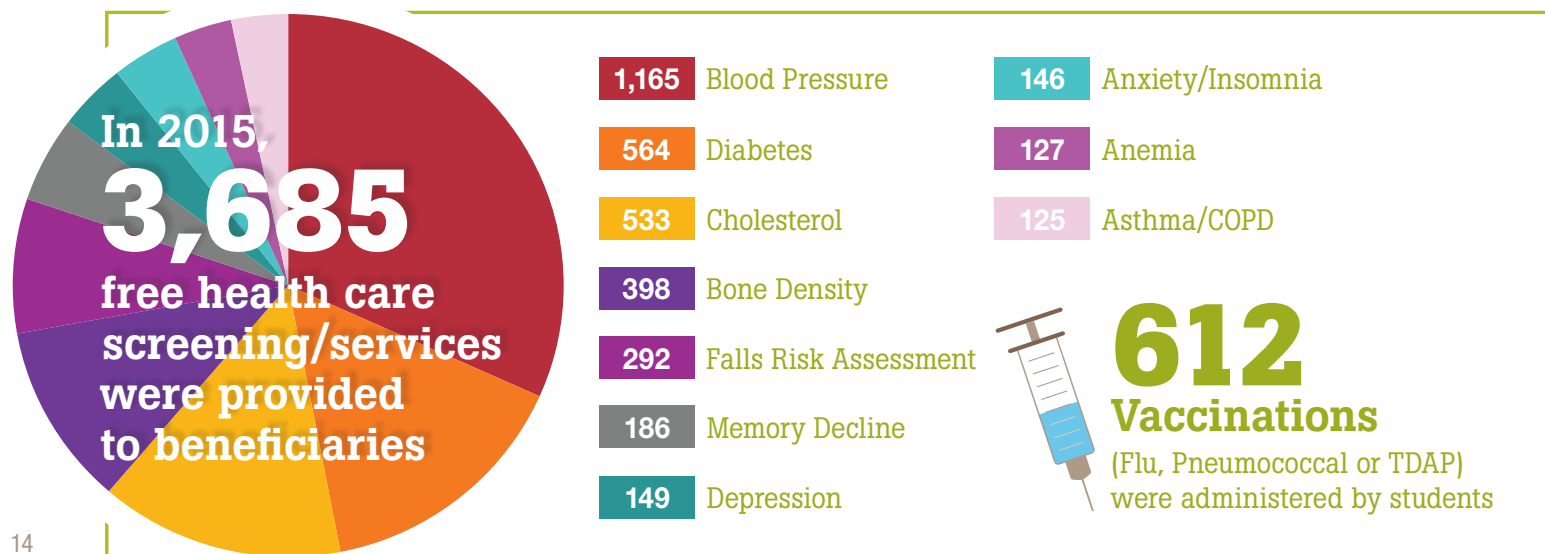 In 2015,
3,685
free health care
screening/services
were provided
to beneficiaries
1,165 Blood Pressure
564 Diabetes
533 Cholesterol
398 Bone Density
292 Falls Risk Assessment
186 Memory Decline
149 Depression
146 Anxiety/Insomnia
127 Anemia
125 Asthma/COPD
612
Vaccinations
(Flu, Pneumococcal or TDAP)
were administered by students
14